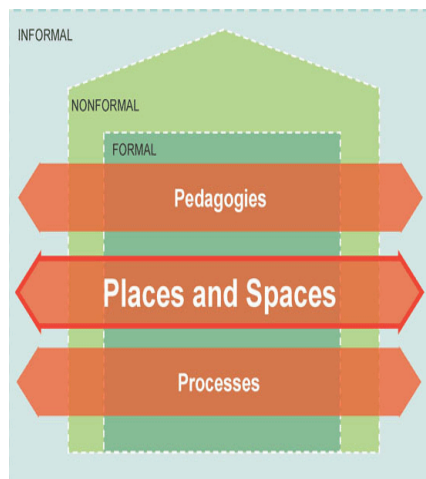 INFORMAL
NONFORMAL
FORMAL
Pedagogies
Places and Spaces
Processes